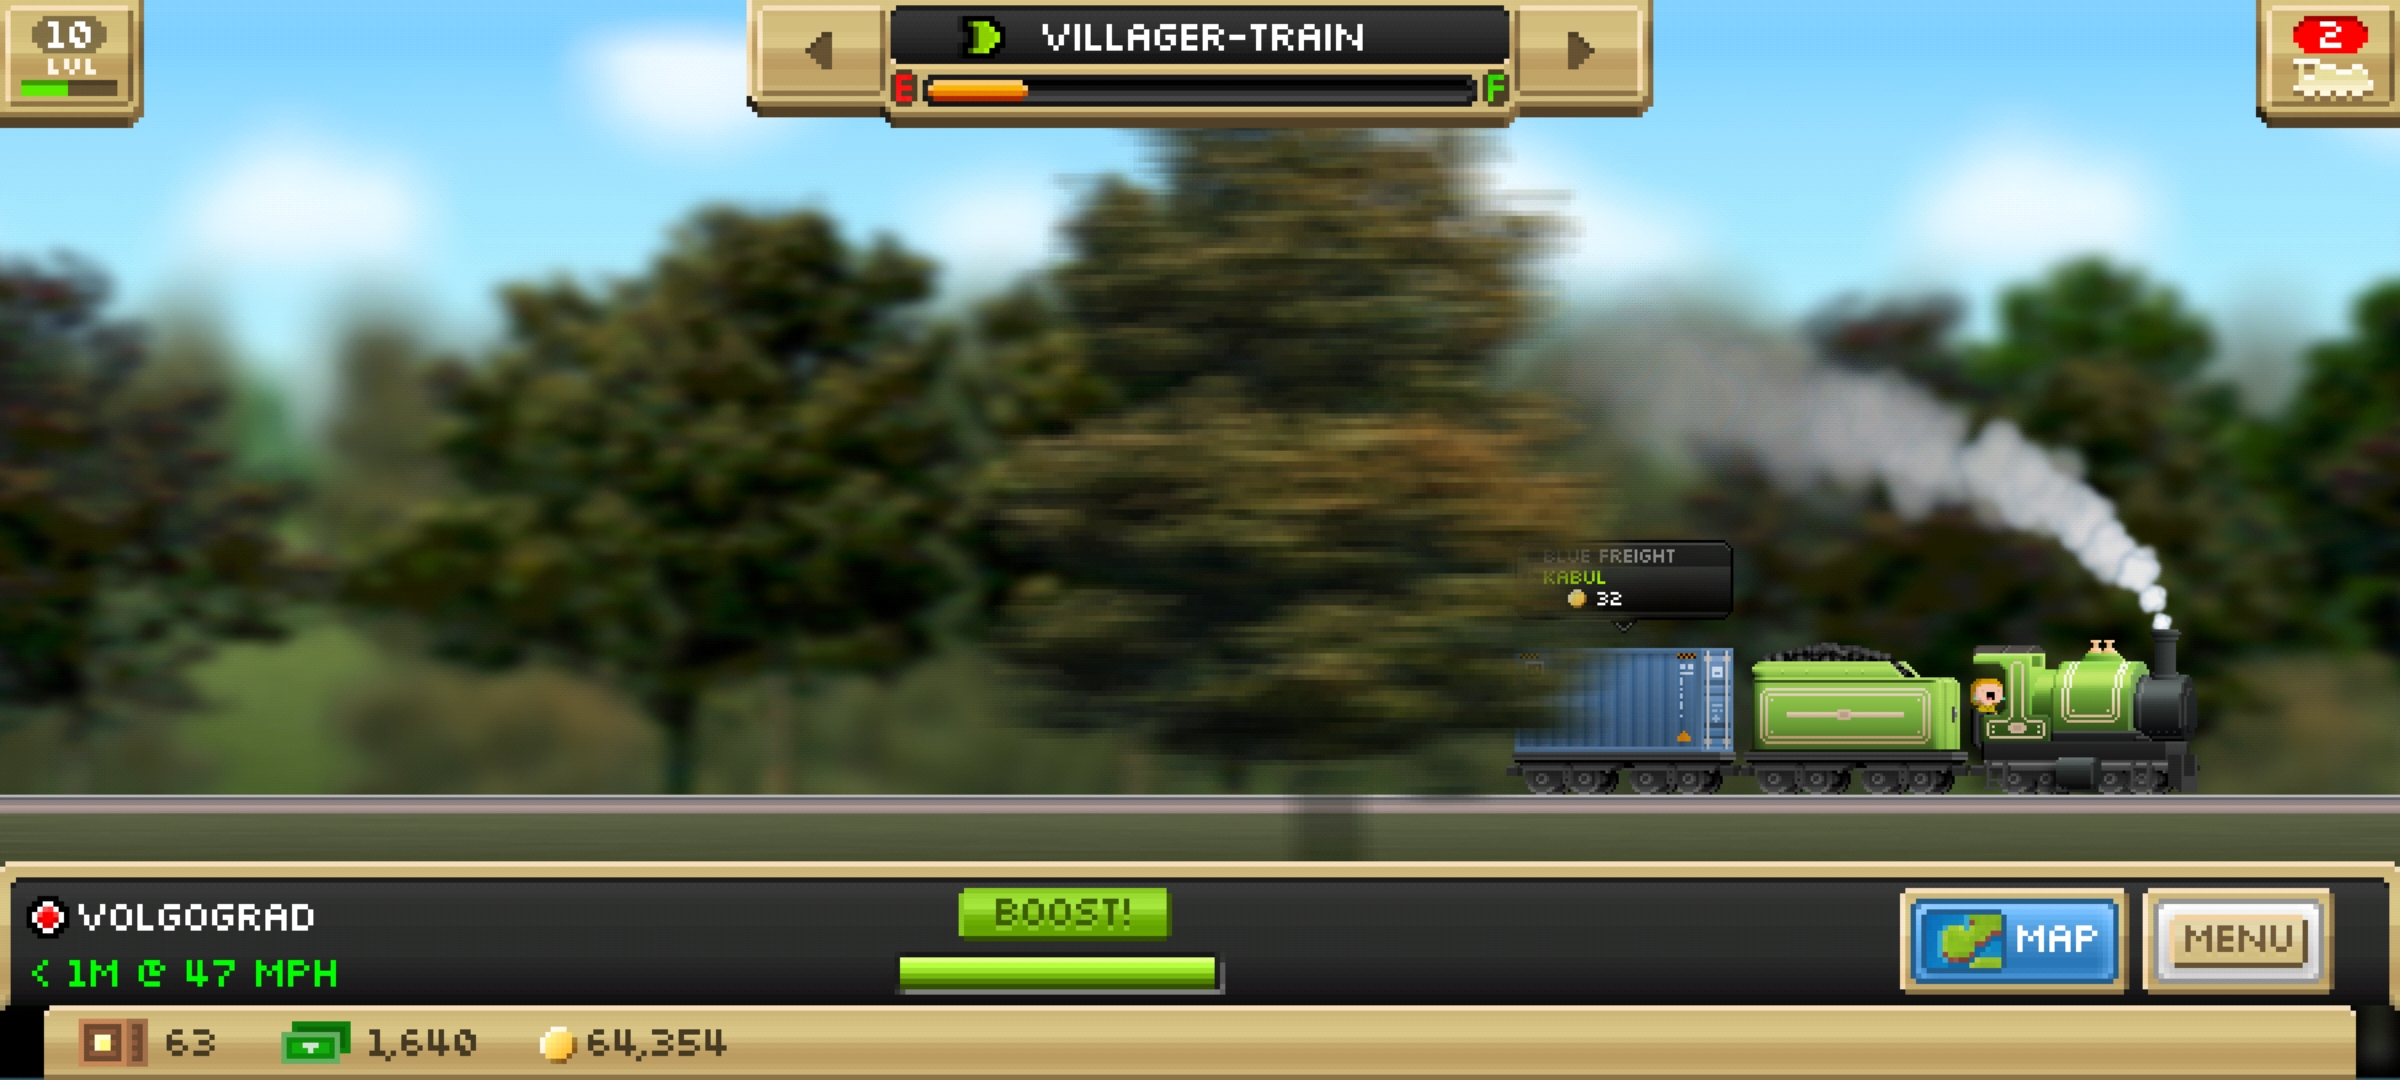 10
LVL
VILLAGER-TRAIN
E F
2
BLUE FREIGHT
KABUL
32
VOLGOGRAD
< 1M @ 47 MPH
BOOST!
MAP
MENU
63 1,640 64,354